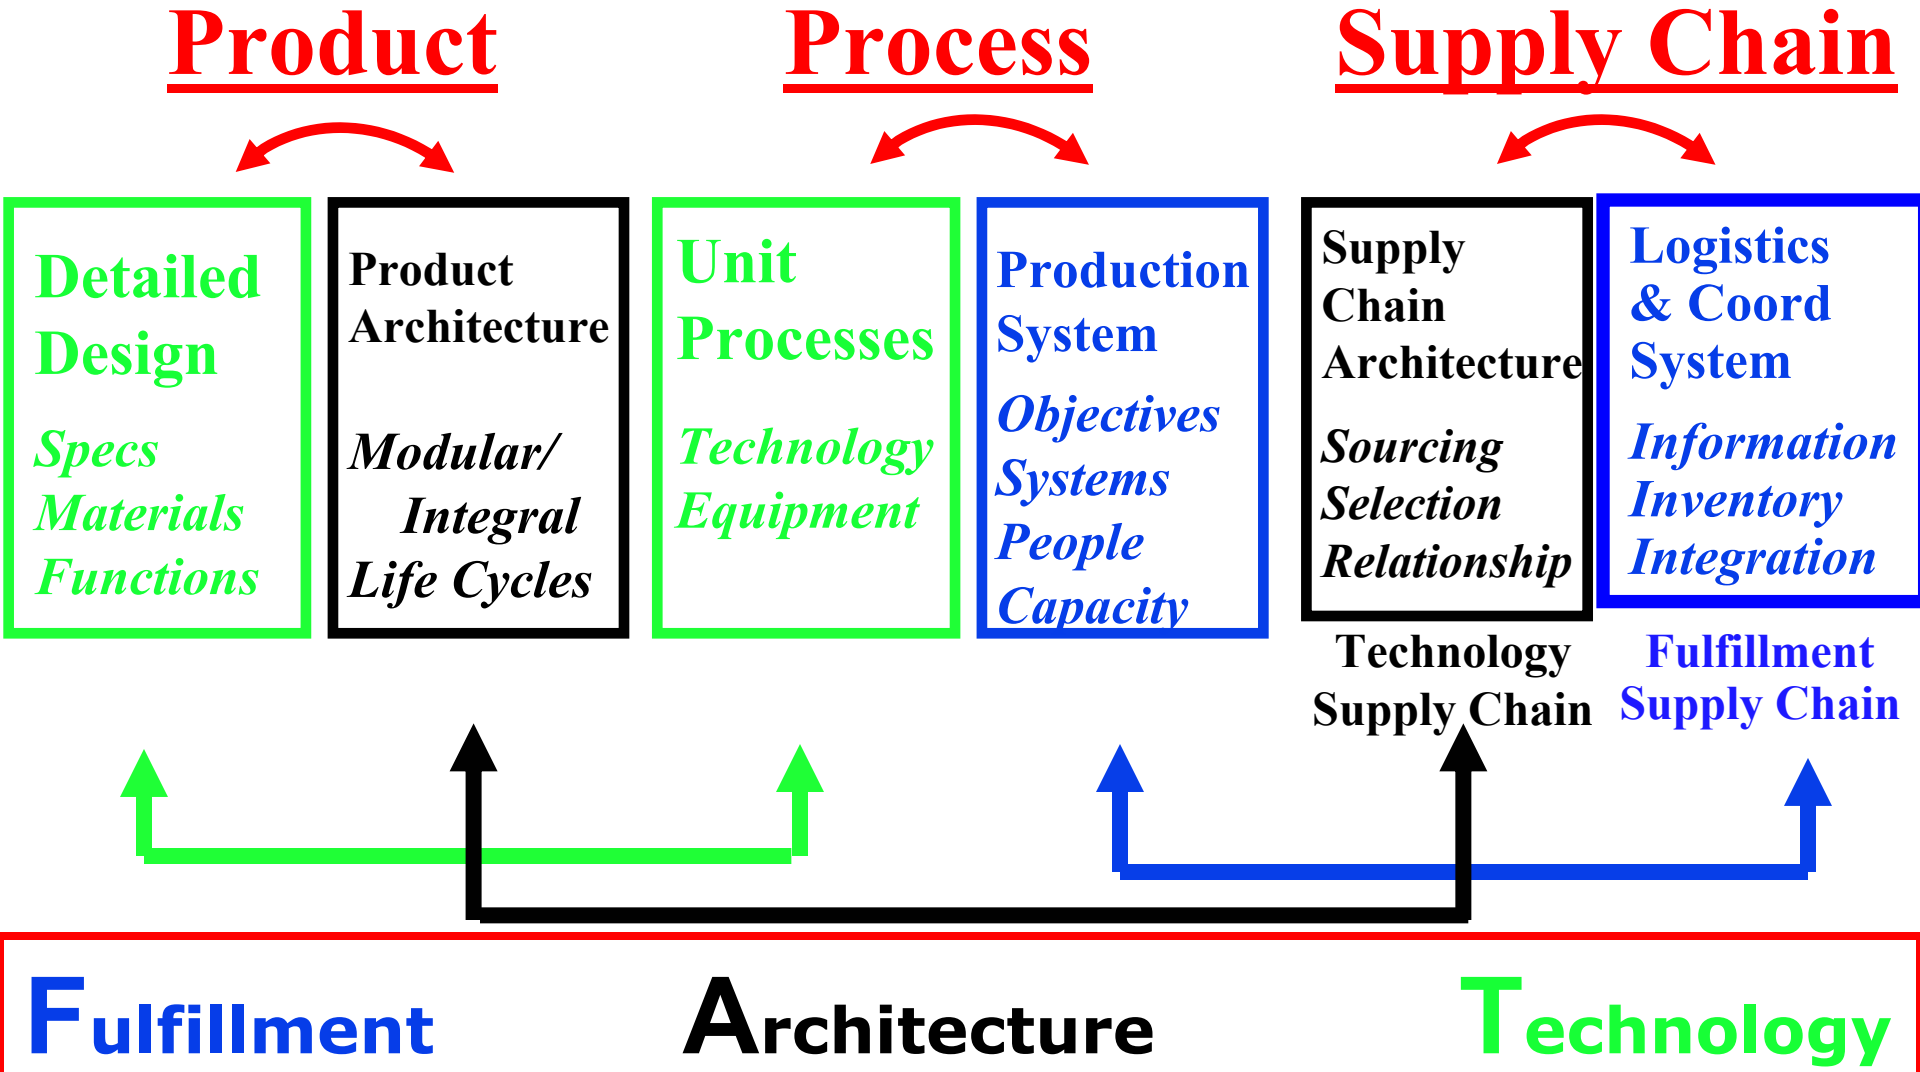 Product
Process
Supply Chain
Detailed
Design
Specs
Materials
Functions
Product
Architecture
Modular/
Integral
Life Cycles
Unit
Processes
Technology
Equipment
Production
System
Objectives
Systems
People
Capacity
Supply
Chain
Architecture
Sourcing
Selection
Relationship
Logistics
& Coord
System
Information
Inventory
Integration
Technology
Supply Chain
Fulfillment
Supply Chain
Fulfillment
Architecture
Technology